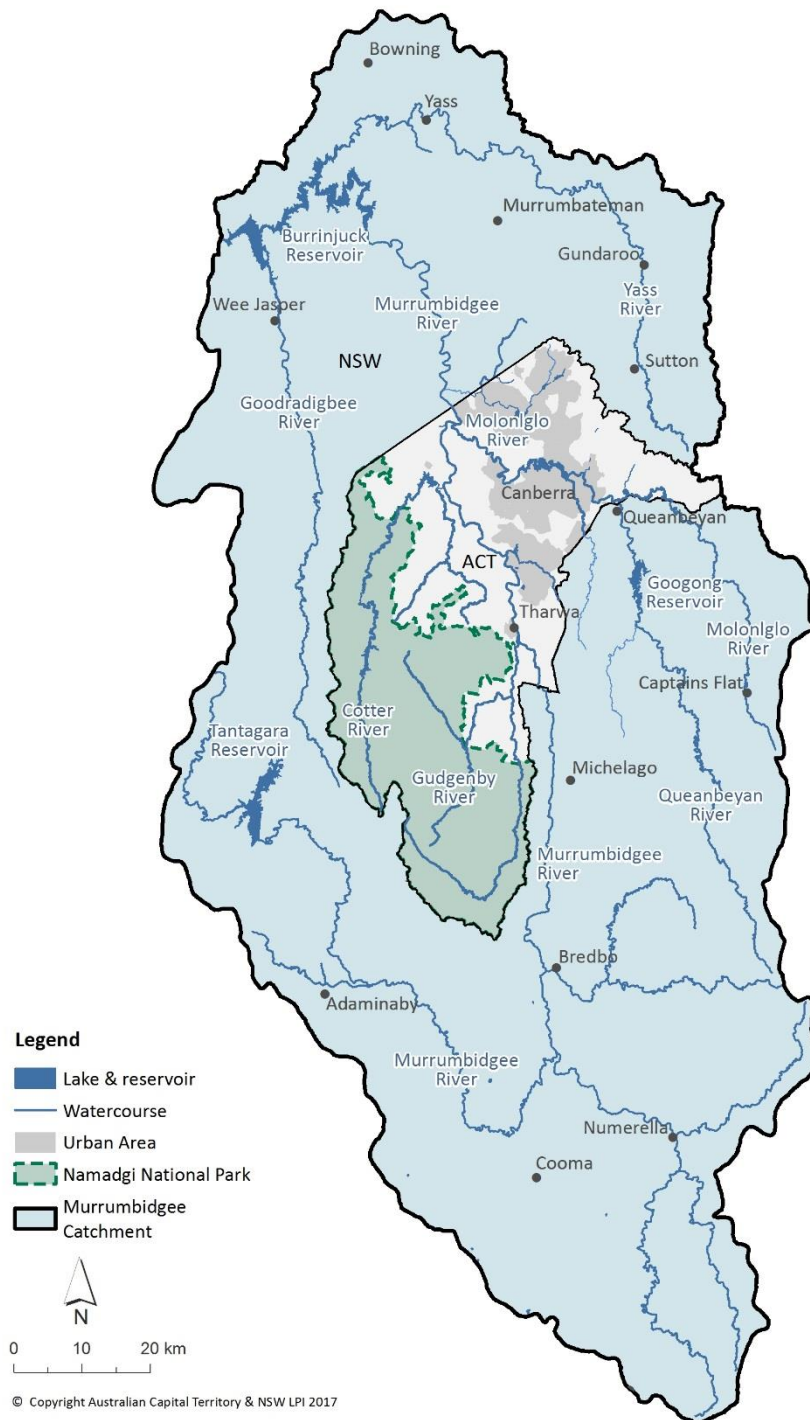 Bowning
Yass
Murrumbateman
Burrinjuck
Reservoir
Gundaroo
Wee Jasper
Murrumbidgee
River
Yass
River
NSW
Sutton
Goodradigbee
River
Molonlglo
River
Canberra
Queanbeyan
ACT
Googong
Reservoir
Tharwa
Molonlglo
River
Captains Flat
Cotter
River
Tantagara
Reservoir
Gudgenby
River
Michelago
Queanbeyan
River
Murrumbidgee
River
Bredbo
Adaminaby
Murrumbidgee
River
Numerella
Cooma
Legend
Lake & reservoir
Watercourse
Urban Area
Namadgi National Park
Murrumbidgee
Catchment
N
0 10 20 km
© Copyright Australian Capital Territory & NSW LPI 2017